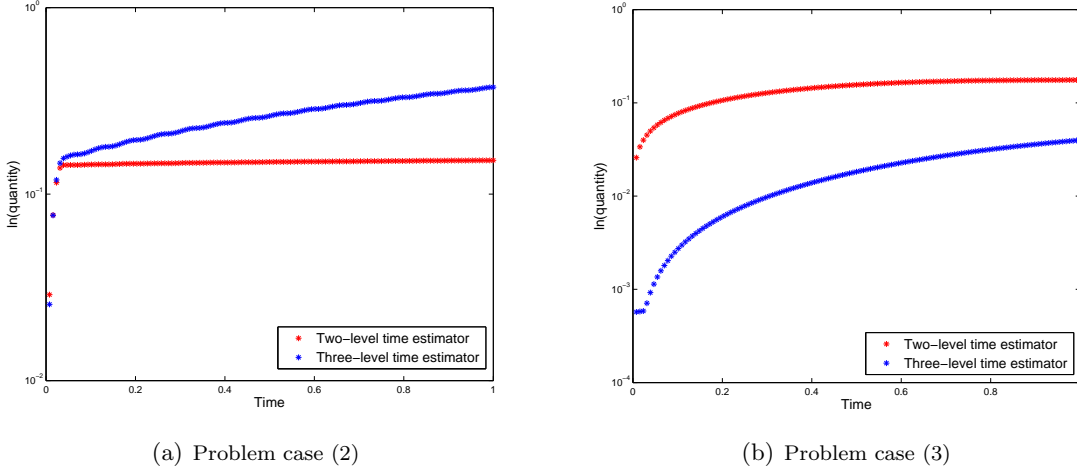 10^0
10^-1
10^-2
ln(quantity)
0 0.2 0.4 0.6 0.8 1
Time
Two-level time estimator
Three-level time estimator
(a) Problem case (2)
10^0
10^-1
10^-2
10^-3
10^-4
ln(quantity)
0 0.2 0.4 0.6 0.8
Time
Two-level time estimator
Three-level time estimator
(b) Problem case (3)